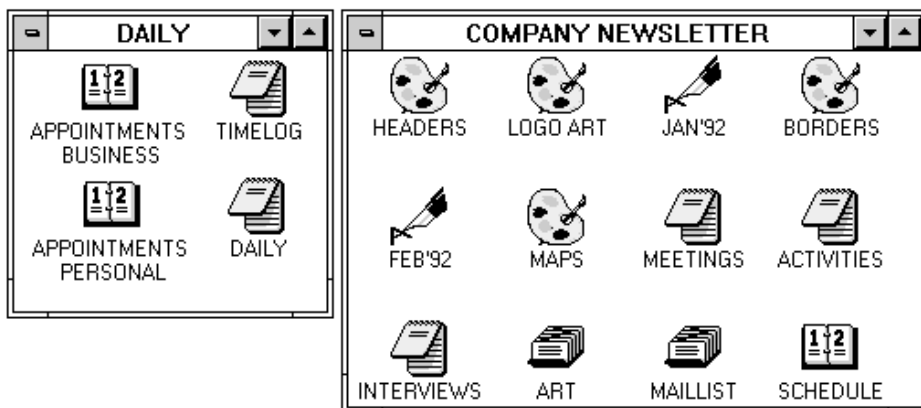 DAILY
APPOINTMENTS
BUSINESS
TIMELOG
APPOINTMENTS
PERSONAL
DAILY
COMPANY NEWSLETTER
HEADERS
LOGO ART
JAN'92
BORDERS
FEB'92
MAPS
MEETINGS
ACTIVITIES
INTERVIEWS
ART
MAILLIST
SCHEDULE